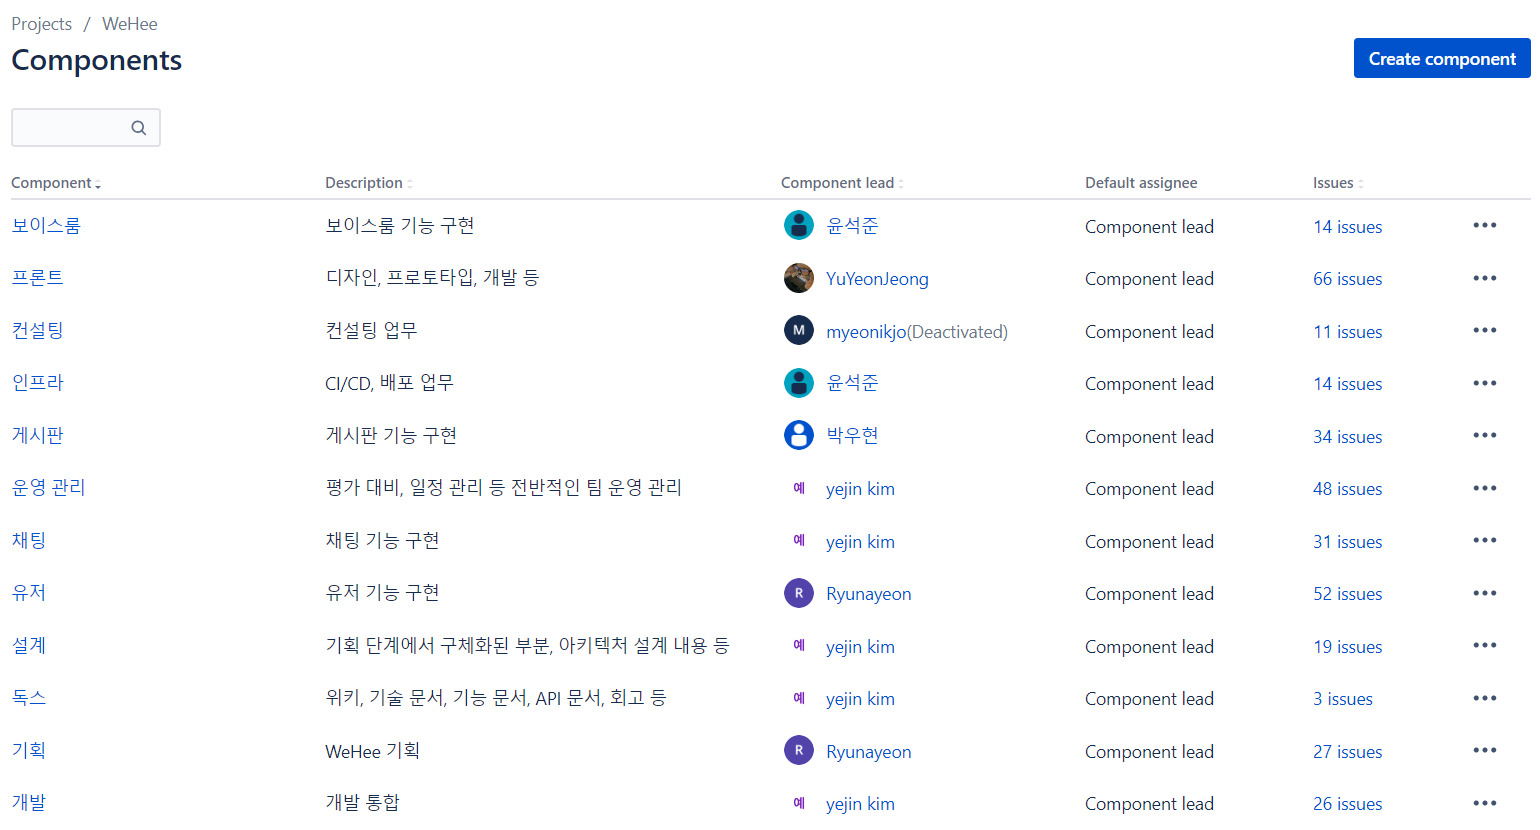 Projects / WeHee
Components
Create component
Component Description Component lead Default assignee Issues
보이스룸 보이스룸 기능 구현 윤석준 Component lead 14 issues
프론트 디자인, 프로토타입, 개발 등 YuYeonJeong Component lead 66 issues
컨설팅 컨설팅 업무 M myeonikjo(Deactivated) Component lead 11 issues
인프라 CI/CD, 배포 업무 윤석준 Component lead 14 issues
게시판 게시판 기능 구현 박우현 Component lead 34 issues
운영 관리 평가 대비, 일정 관리 등 전반적인 팀 운영 관리 예 yejin kim Component lead 48 issues
채팅 채팅 기능 구현 예 yejin kim Component lead 31 issues
유저 유저 기능 구현 R Ryunayeon Component lead 52 issues
설계 기획 단계에서 구체화된 부분, 아키텍처 설계 내용 등 예 yejin kim Component lead 19 issues
독스 위키, 기술 문서, 기능 문서, API 문서, 회고 등 예 yejin kim Component lead 3 issues
기획 WeHee 기획 R Ryunayeon Component lead 27 issues
개발 개발 통합 예 yejin kim Component lead 26 issues